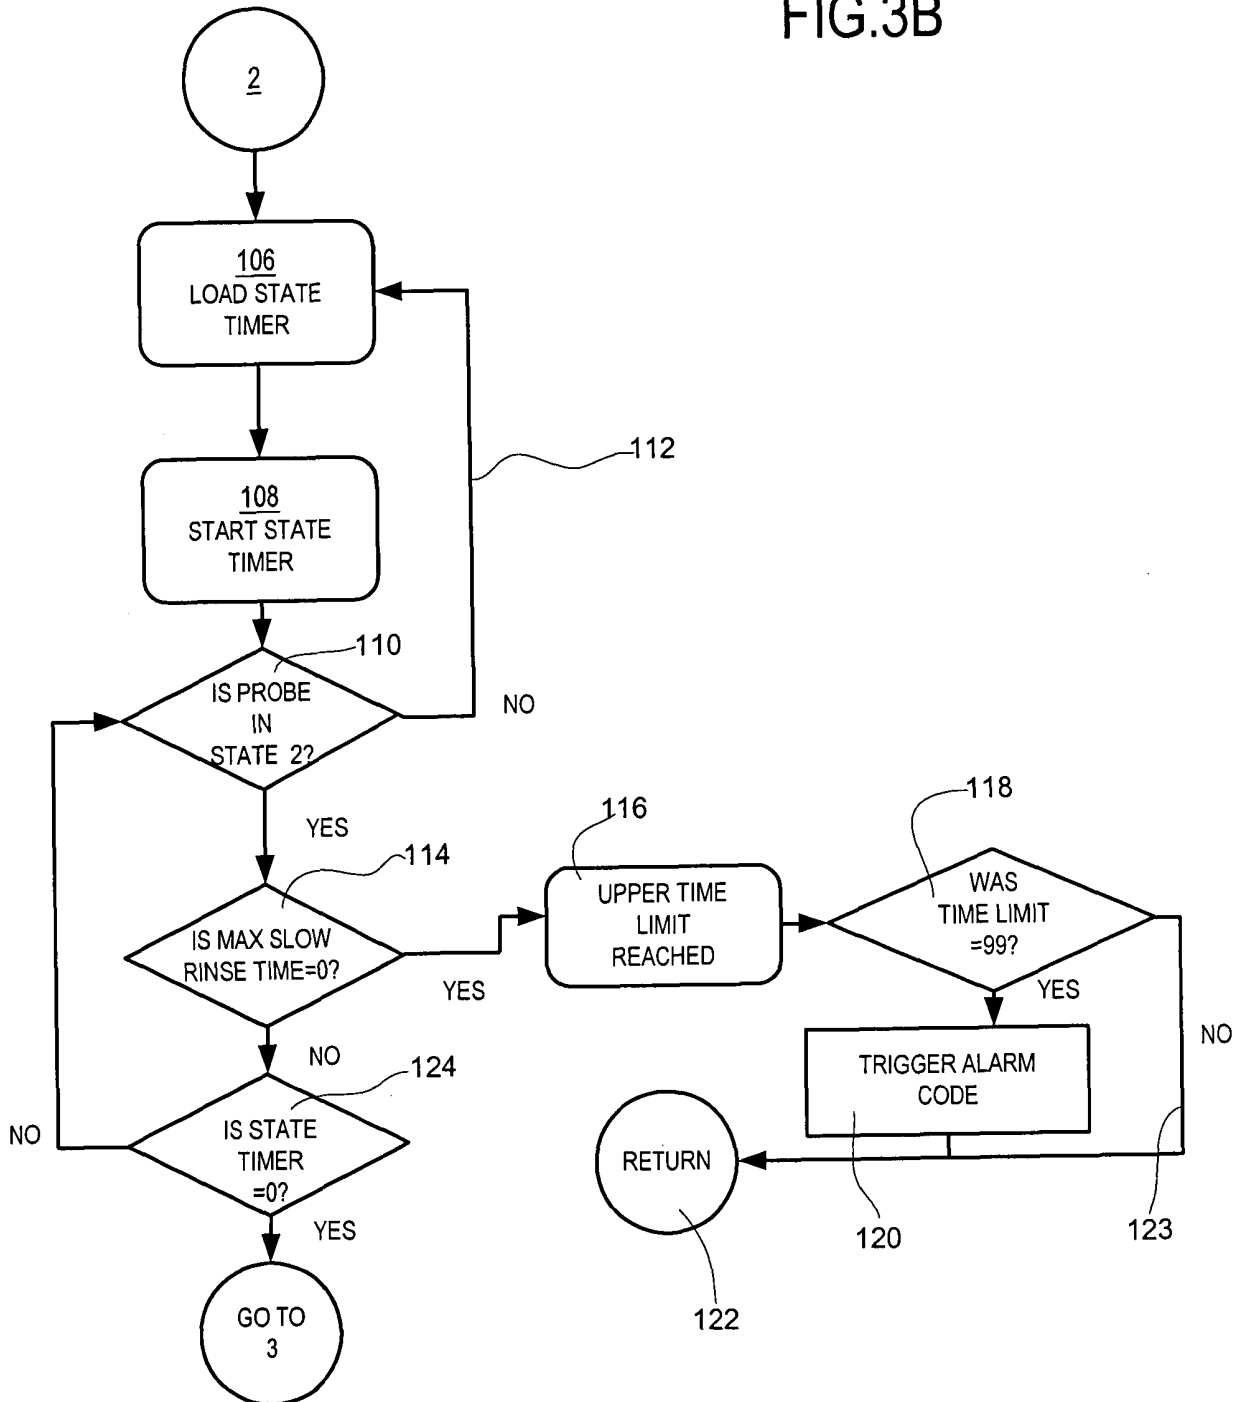 FIG.3B
2
106
LOAD STATE
TIMER
112
108
START STATE
TIMER
110
IS PROBE
IN
STATE 2?
NO
YES
114
IS MAX SLOW
RINSE TIME=0?
YES
116
UPPER TIME
LIMIT
REACHED
118
WAS
TIME LIMIT
=99?
YES
NO
NO
124
IS STATE
TIMER
=0?
NO
YES
TRIGGER ALARM
CODE
RETURN
120
123
122
GO TO
3